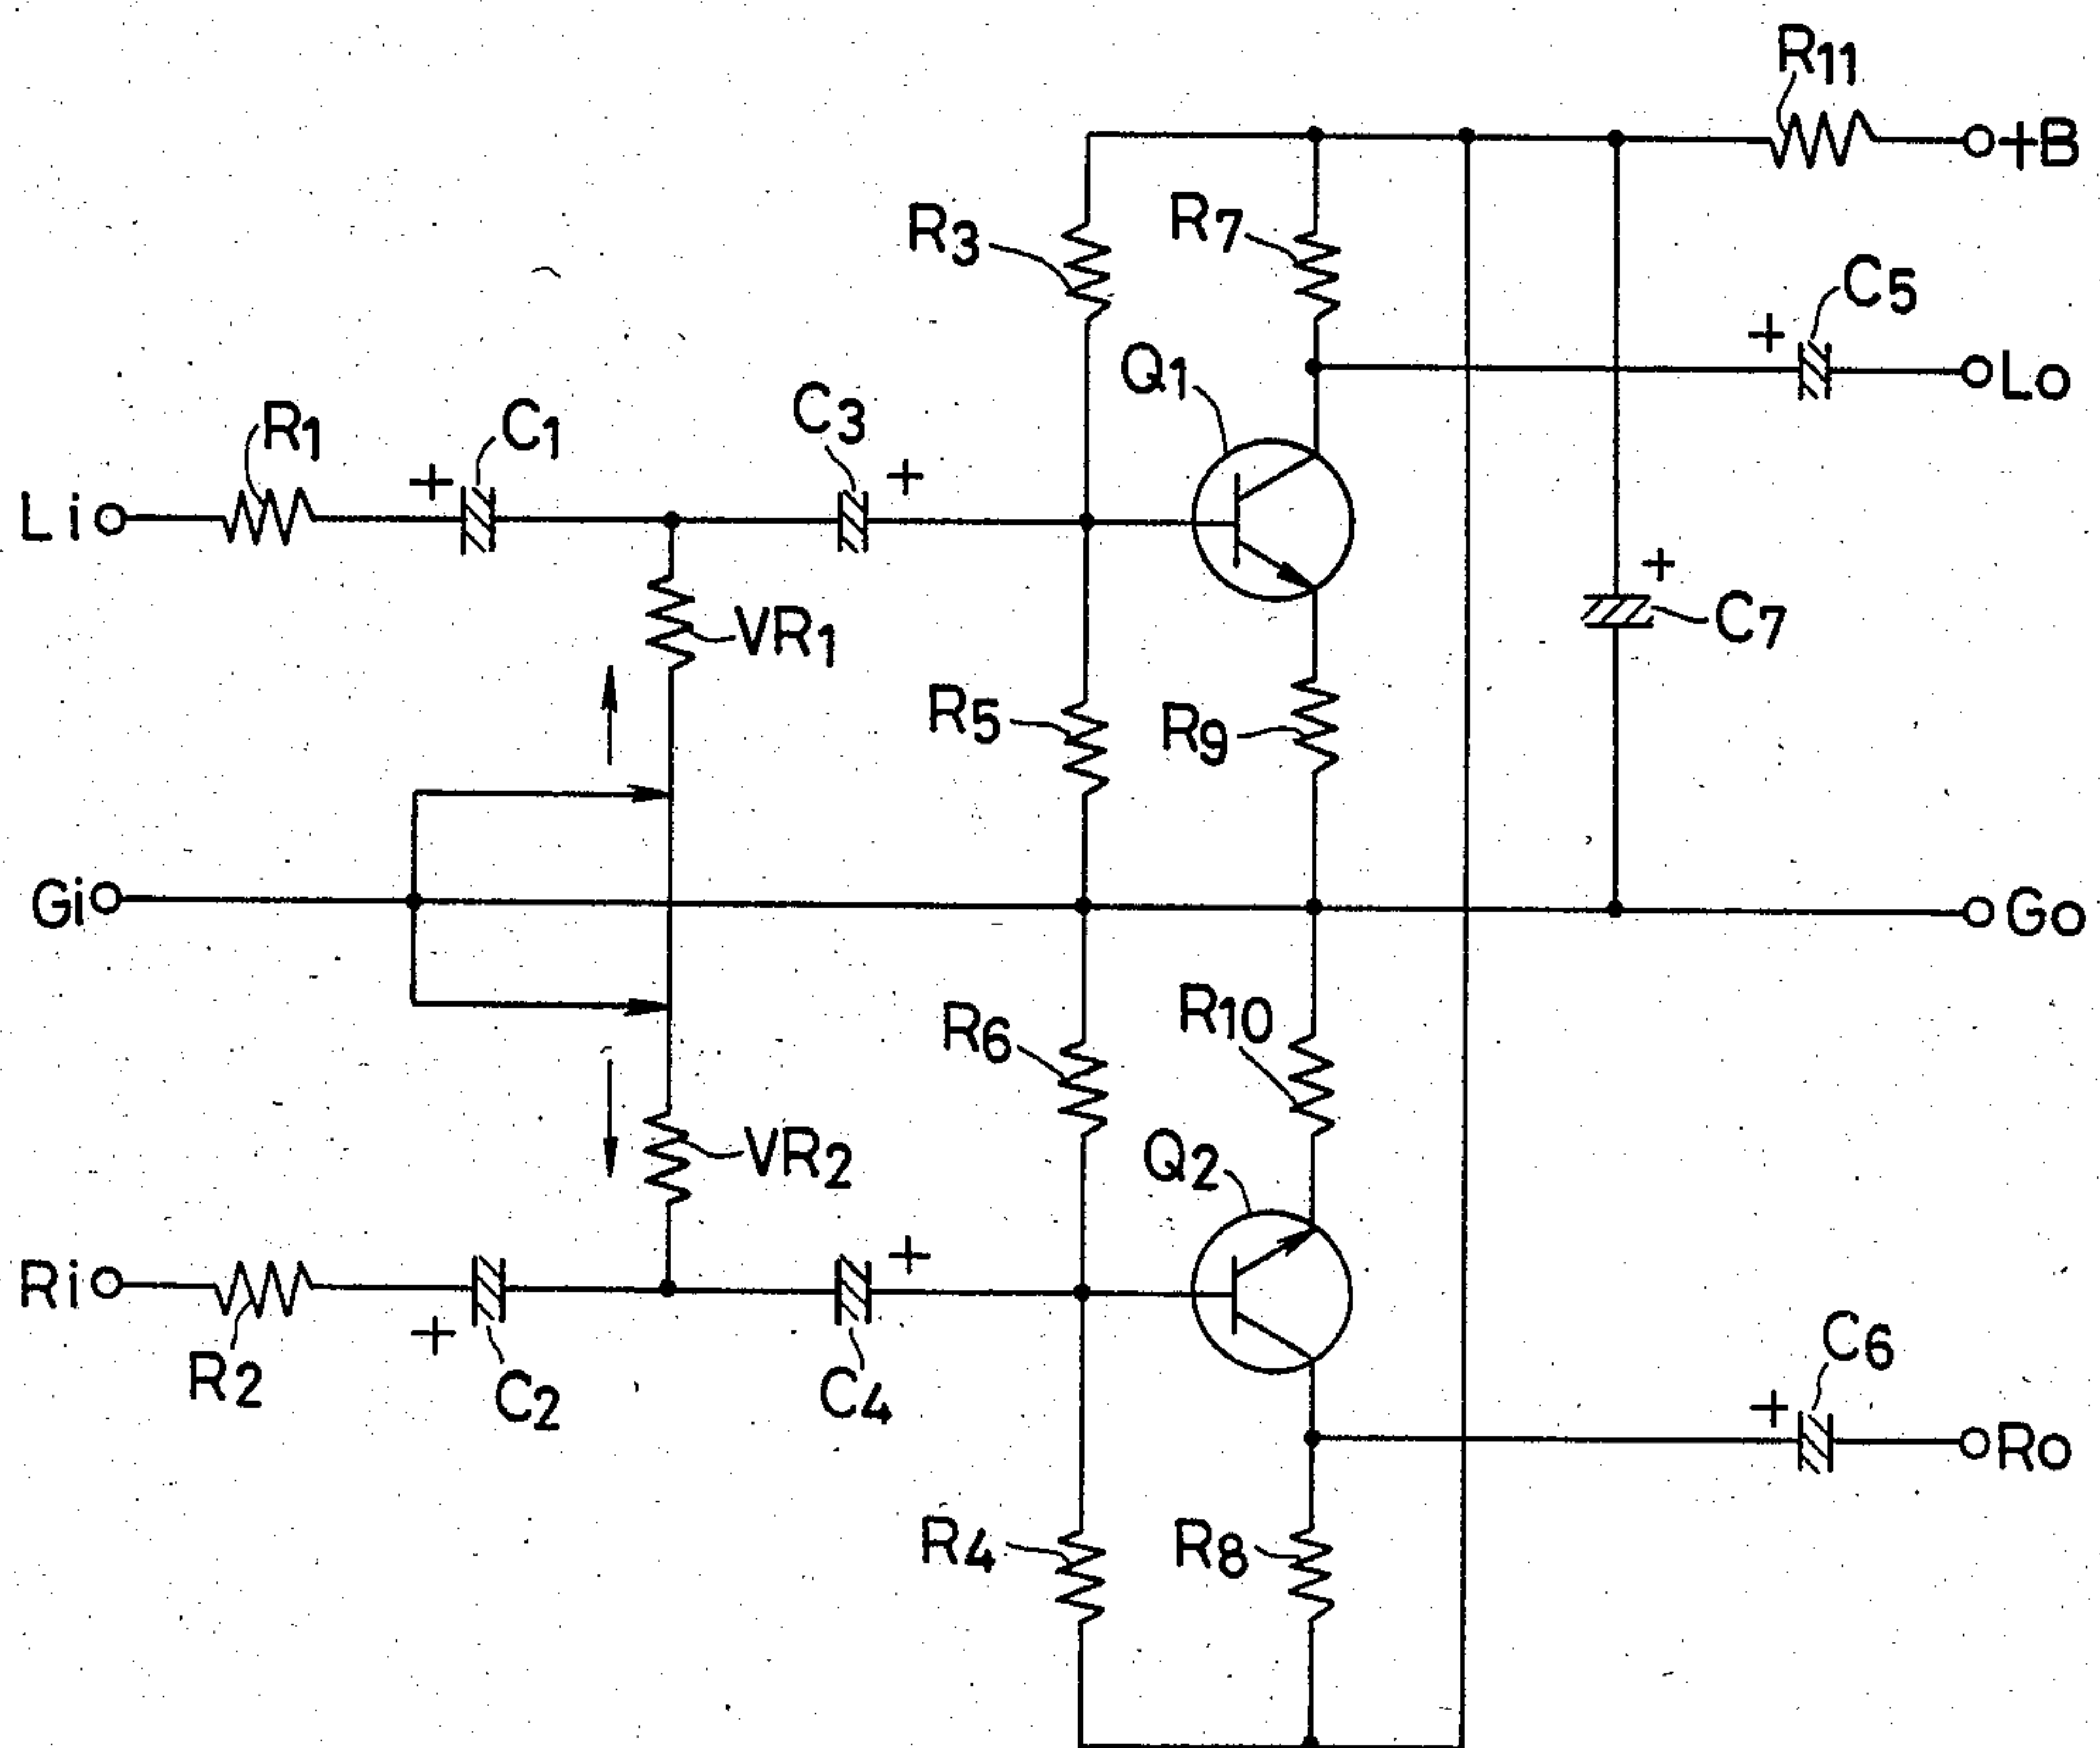 R11
+B
R3
R7
C5
+
Lo
Q1
C3
+
R1
C1
+
Li
VR1
+
C7
R5
R9
Gi
Go
R6
R10
VR2
Q2
+
Ri
+
R2
C2
C4
C6
+
Ro
R4
R8